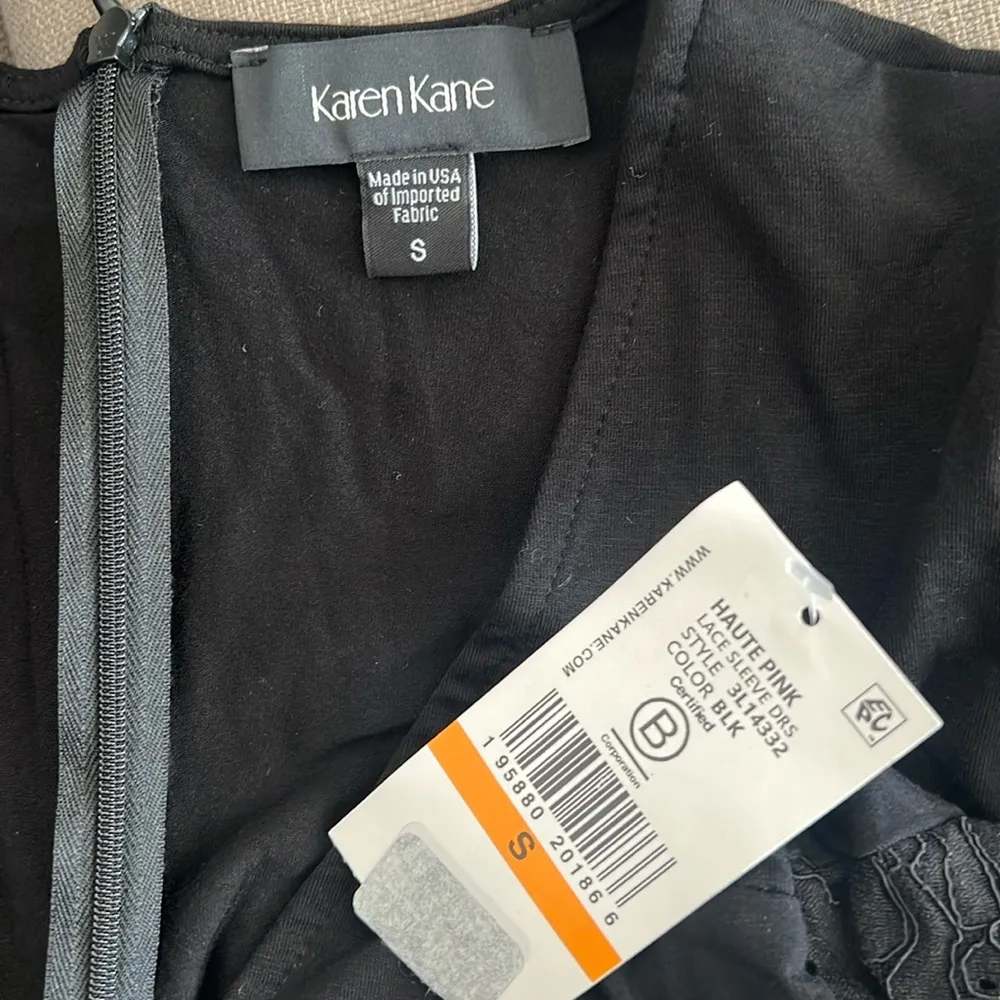 Karen Kane
Made in USA
of Imported
Fabric
S
WWW.KARENKANE.COM
HAUTE PINK
LACE SLEEVE DRS
STYLE 3L14332
COLOR BLK
Certified
B
Corporation
1 95880 20186 6
S